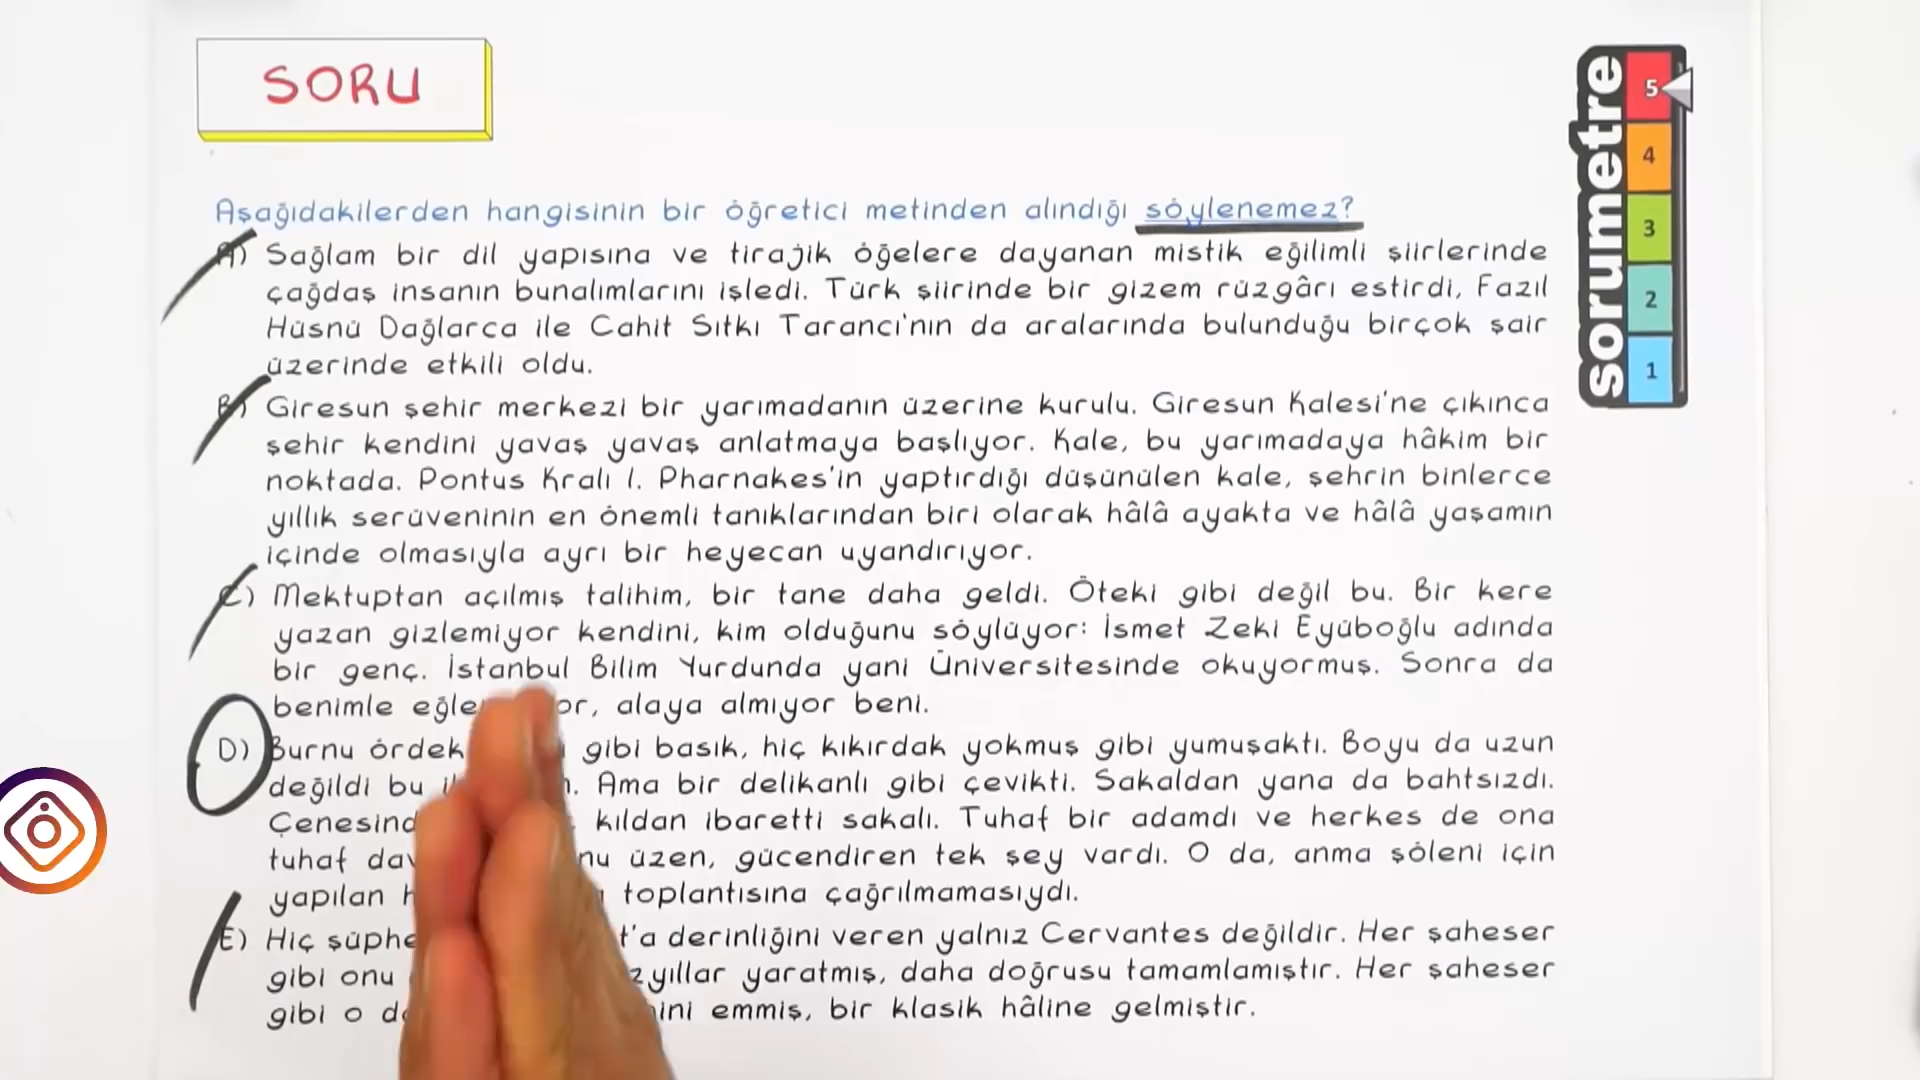 SORU
sorumetre
5
4
3
2
1
Aşağıdakilerden hangisinin bir öğretici metinden alındığı söylenemez?
A) Sağlam bir dil yapısına ve tirajik öğelere dayanan mistik eğilimli şiirlerinde
çağdaş insanın bunalımlarını işledi. Türk şiirinde bir gizem rüzgârı estirdi, Fazıl
Hüsnü Dağlarca ile Cahit Sıtkı Tarancı'nın da aralarında bulunduğu birçok şair
üzerinde etkili oldu.
B) Giresun şehir merkezi bir yarımadanın üzerine kurulu. Giresun Kalesi'ne çıkınca
şehir kendini yavaş yavaş anlatmaya başlıyor. Kale, bu yarımadaya hâkim bir
noktada. Pontus Kralı I. Pharnakes'in yaptırdığı düşünülen kale, şehrin binlerce
yıllık serüveninin en önemli tanıklarından biri olarak hâlâ ayakta ve hâlâ yaşamın
içinde olmasıyla ayrı bir heyecan uyandırıyor.
C) Mektuptan açılmış talihim, bir tane daha geldi. Öteki gibi değil bu. Bir kere
yazan gizlemiyor kendini, kim olduğunu söylüyor: İsmet Zeki Eyüboğlu adında
bir genç. İstanbul Bilim Yurdunda yani Üniversitesinde okuyormuş. Sonra da
benimle alaya almıyor beni.
D) Burnu ördek gibi basık, hiç kıkırdak yokmuş gibi yumuşaktı. Boyu da uzun
değildi bu Ama bir delikanlı gibi çevikti. Sakaldan yana da bahtsızdı.
kıldan ibaretti sakalı. Tuhaf bir adamdı ve herkes de ona
tuhaf üzen, gücendiren tek şey vardı. O da, anma şöleni için
yapılan toplantısına çağrılmamasıydı.
E) Hiç derinliğini veren yalnız Cervantes değildir. Her şaheser
gibi onu yaratmış, daha doğrusu tamamlamıştır. Her şaheser
gibi o emmiş, bir klasik hâline gelmiştir.